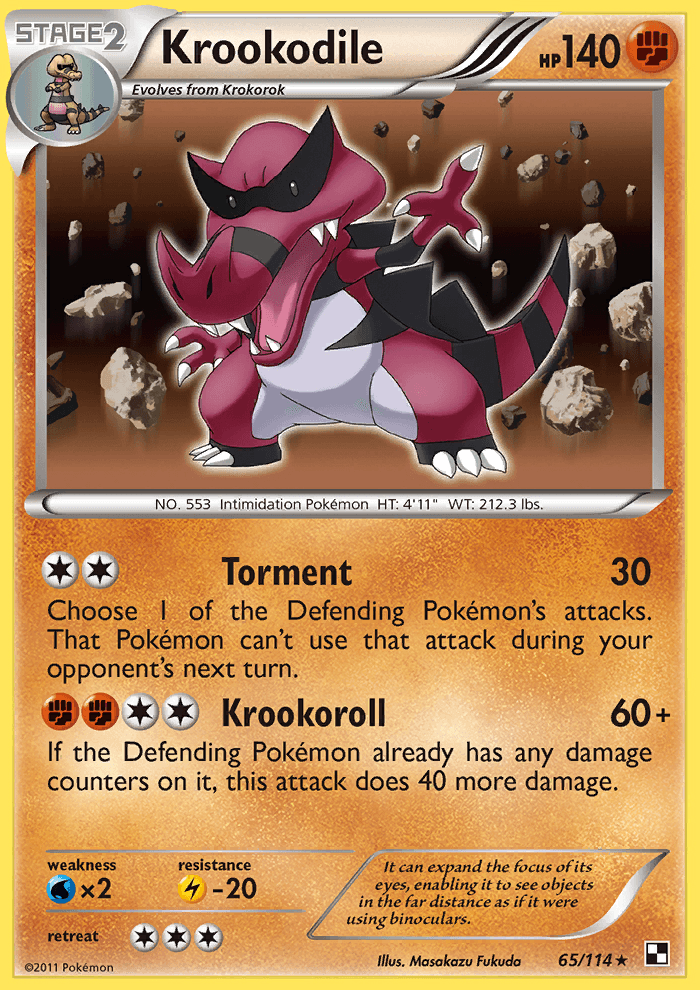 STAGE2
Krookodile
HP140
Evolves from Krokorok
NO. 553 Intimidation Pokémon HT: 4'11" WT: 212.3 lbs.
Torment 30
Choose 1 of the Defending Pokémon's attacks.
That Pokémon can't use that attack during your
opponent's next turn.
Krookoroll 60+
If the Defending Pokémon already has any damage
counters on it, this attack does 40 more damage.
weakness resistance
×2 -20
It can expand the focus of its
eyes, enabling it to see objects
in the far distance as if it were
using binoculars.
retreat
©2011 Pokémon
Illus. Masakazu Fukuda
65/114 ★